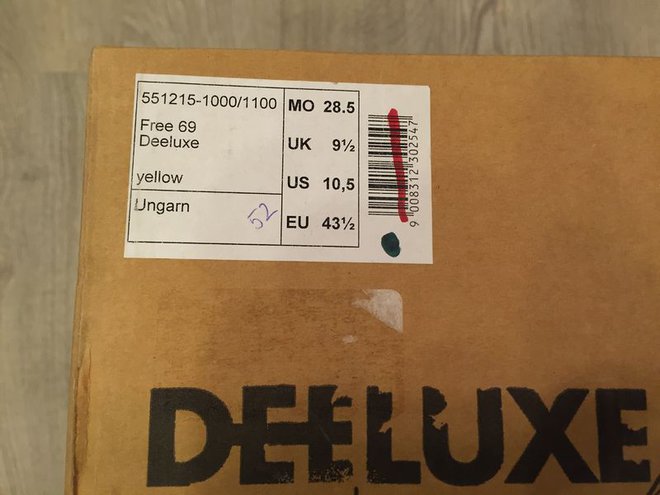 551215-1000/1100
Free 69
Deeluxe
yellow
Ungarn
52
MO 28.5
UK 9½
US 10,5
EU 43½
9 008312 302547
DEELUXE